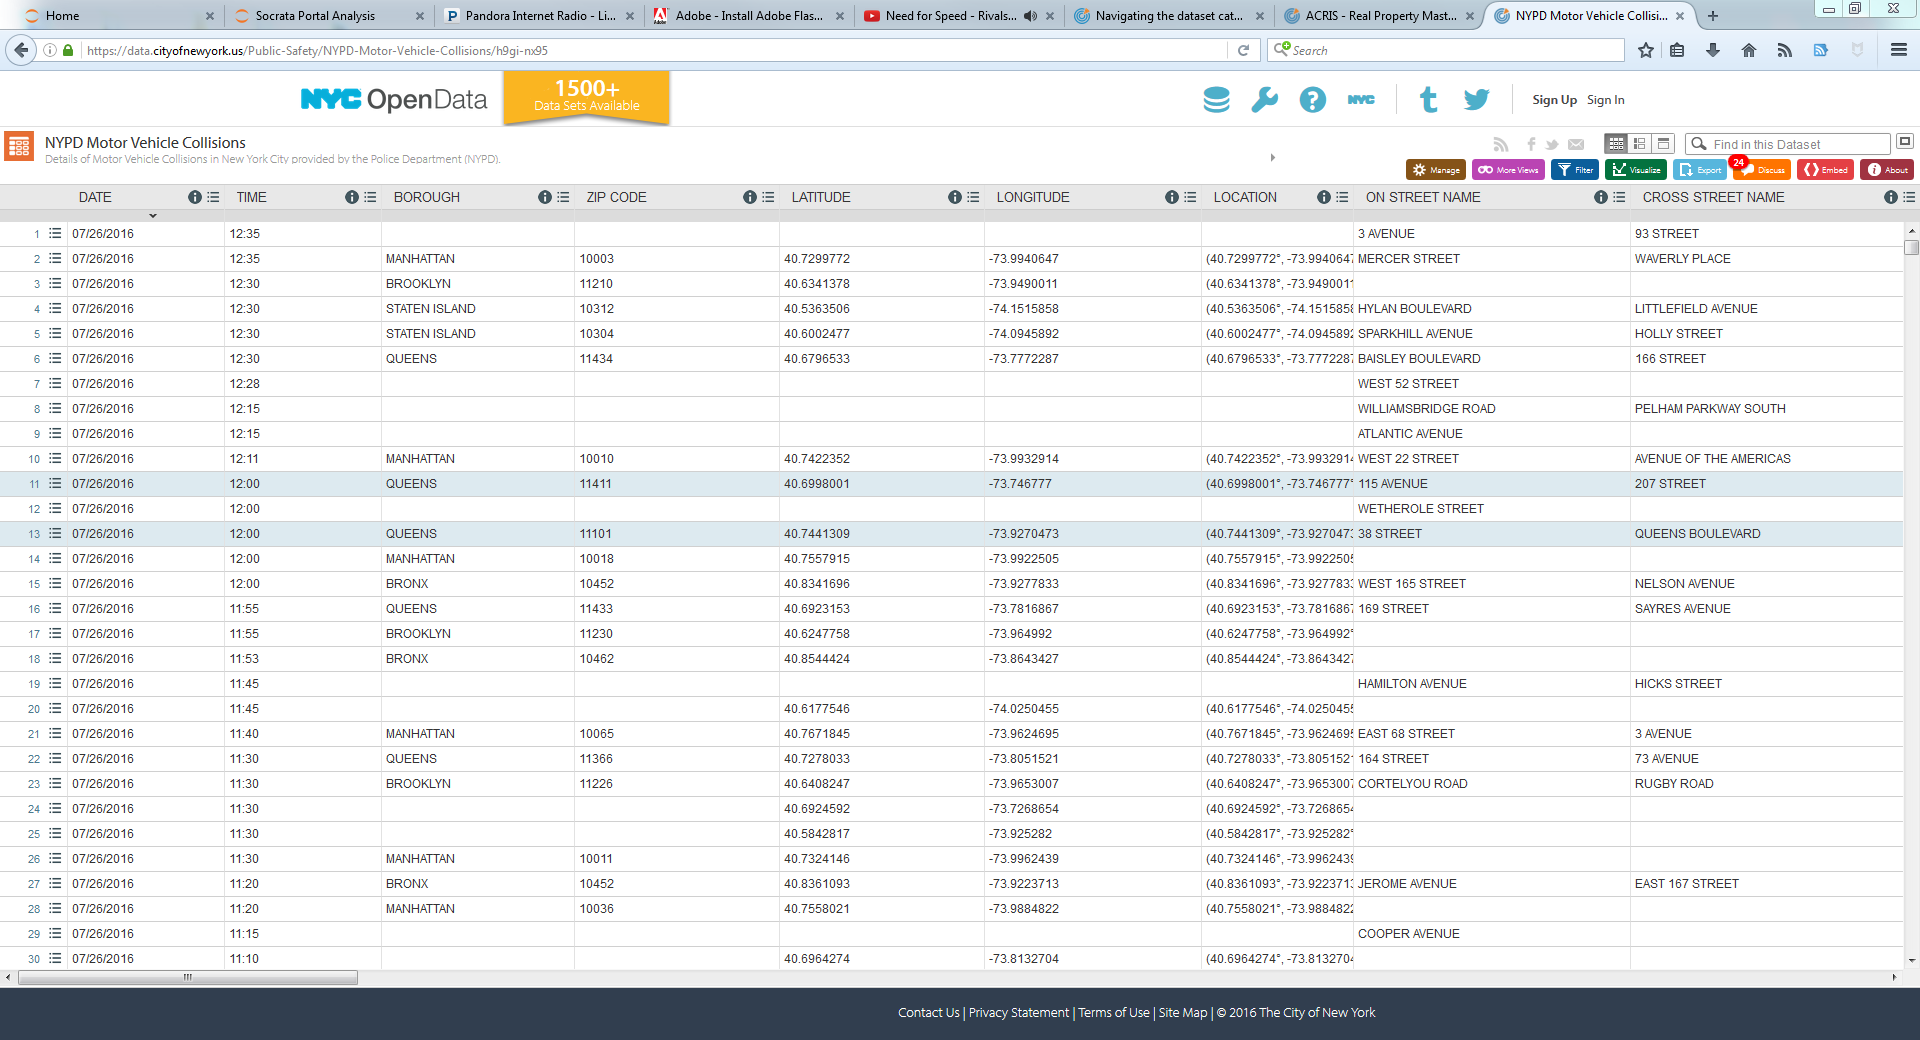 Home
Socrata Portal Analysis
Pandora Internet Radio - Li...
Adobe - Install Adobe Flas...
Need for Speed - Rivals...
Navigating the dataset cat...
ACRIS - Real Property Mast...
NYPD Motor Vehicle Collisi...
https://data.cityofnewyork.us/Public-Safety/NYPD-Motor-Vehicle-Collisions/h9gi-nx95
Search
NYC OpenData
1500+
Data Sets Available
NYC
Sign Up Sign In
NYPD Motor Vehicle Collisions
Details of Motor Vehicle Collisions in New York City provided by the Police Department (NYPD).
Find in this Dataset
Manage More Views Filter Visualize Export 24 Discuss Embed About
DATE TIME BOROUGH ZIP CODE LATITUDE LONGITUDE LOCATION ON STREET NAME CROSS STREET NAME
1 07/26/2016 12:35 3 AVENUE 93 STREET
2 07/26/2016 12:35 MANHATTAN 10003 40.7299772 -73.9940647 (40.7299772°, -73.9940647 MERCER STREET WAVERLY PLACE
3 07/26/2016 12:30 BROOKLYN 11210 40.6341378 -73.9490011 (40.6341378°, -73.9490011
4 07/26/2016 12:30 STATEN ISLAND 10312 40.5363506 -74.1515858 (40.5363506°, -74.1515858 HYLAN BOULEVARD LITTLEFIELD AVENUE
5 07/26/2016 12:30 STATEN ISLAND 10304 40.6002477 -74.0945892 (40.6002477°, -74.0945892 SPARKHILL AVENUE HOLLY STREET
6 07/26/2016 12:30 QUEENS 11434 40.6796533 -73.7772287 (40.6796533°, -73.7772287 BAISLEY BOULEVARD 166 STREET
7 07/26/2016 12:28 WEST 52 STREET
8 07/26/2016 12:15 WILLIAMSBRIDGE ROAD PELHAM PARKWAY SOUTH
9 07/26/2016 12:15 ATLANTIC AVENUE
10 07/26/2016 12:11 MANHATTAN 10010 40.7422352 -73.9932914 (40.7422352°, -73.9932914 WEST 22 STREET AVENUE OF THE AMERICAS
11 07/26/2016 12:00 QUEENS 11411 40.6998001 -73.746777 (40.6998001°, -73.746777° 115 AVENUE 207 STREET
12 07/26/2016 12:00 WETHEROLE STREET
13 07/26/2016 12:00 QUEENS 11101 40.7441309 -73.9270473 (40.7441309°, -73.9270473 38 STREET QUEENS BOULEVARD
14 07/26/2016 12:00 MANHATTAN 10018 40.7557915 -73.9922505 (40.7557915°, -73.9922505
15 07/26/2016 12:00 BRONX 10452 40.8341696 -73.9277833 (40.8341696°, -73.9277833 WEST 165 STREET NELSON AVENUE
16 07/26/2016 11:55 QUEENS 11433 40.6923153 -73.7816867 (40.6923153°, -73.7816867 169 STREET SAYRES AVENUE
17 07/26/2016 11:55 BROOKLYN 11230 40.6247758 -73.964992 (40.6247758°, -73.964992°
18 07/26/2016 11:53 BRONX 10462 40.8544424 -73.8643427 (40.8544424°, -73.8643427
19 07/26/2016 11:45 HAMILTON AVENUE HICKS STREET
20 07/26/2016 11:45 40.6177546 -74.0250455 (40.6177546°, -74.0250455
21 07/26/2016 11:40 MANHATTAN 10065 40.7671845 -73.9624695 (40.7671845°, -73.9624695 EAST 68 STREET 3 AVENUE
22 07/26/2016 11:30 QUEENS 11366 40.7278033 -73.8051521 (40.7278033°, -73.8051521 164 STREET 73 AVENUE
23 07/26/2016 11:30 BROOKLYN 11226 40.6408247 -73.9653007 (40.6408247°, -73.9653007 CORTELYOU ROAD RUGBY ROAD
24 07/26/2016 11:30 40.6924592 -73.7268654 (40.6924592°, -73.7268654
25 07/26/2016 11:30 40.5842817 -73.925282 (40.5842817°, -73.925282°
26 07/26/2016 11:30 MANHATTAN 10011 40.7324146 -73.9962439 (40.7324146°, -73.9962439
27 07/26/2016 11:20 BRONX 10452 40.8361093 -73.9223713 (40.8361093°, -73.9223713 JEROME AVENUE EAST 167 STREET
28 07/26/2016 11:20 MANHATTAN 10036 40.7558021 -73.9884822 (40.7558021°, -73.9884822
29 07/26/2016 11:15 COOPER AVENUE
30 07/26/2016 11:10 40.6964274 -73.8132704 (40.6964274°, -73.8132704
Contact Us | Privacy Statement | Terms of Use | Site Map | © 2016 The City of New York